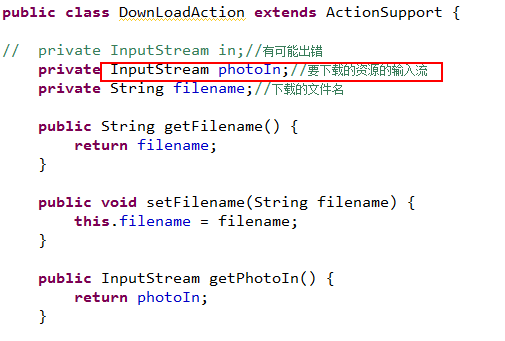 public class DownLoadAction extends ActionSupport {
//  private InputStream in;//有可能出错
    private InputStream photoIn;//要下载的资源的输入流
    private String filename;//下载的文件名
    public String getFilename() {
        return filename;
    }
    public void setFilename(String filename) {
        this.filename = filename;
    }
    public InputStream getPhotoIn() {
        return photoIn;
    }